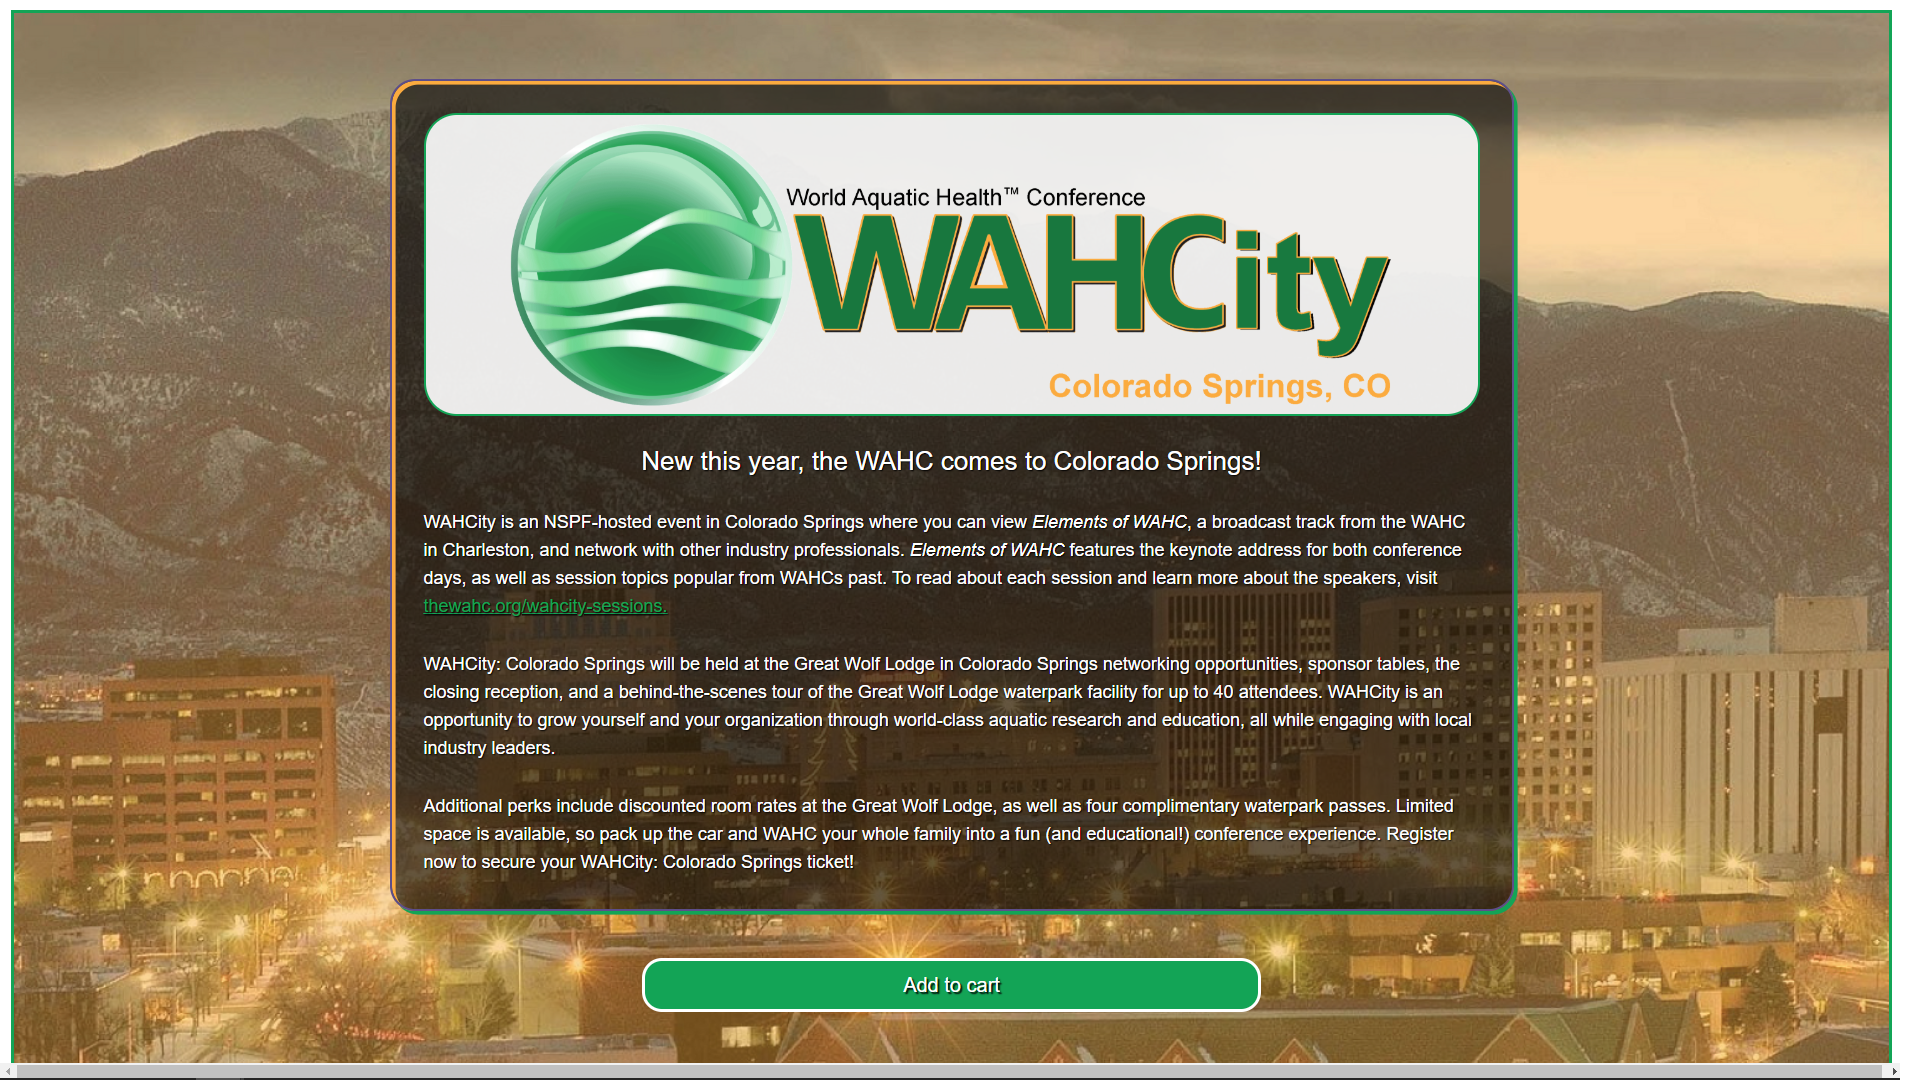 World Aquatic Health™ Conference
WAHCity
Colorado Springs, CO
New this year, the WAHC comes to Colorado Springs!
WAHCity is an NSPF-hosted event in Colorado Springs where you can view Elements of WAHC, a broadcast track from the WAHC
in Charleston, and network with other industry professionals. Elements of WAHC features the keynote address for both conference
days, as well as session topics popular from WAHCs past. To read about each session and learn more about the speakers, visit
thewahc.org/wahcity-sessions.
WAHCity: Colorado Springs will be held at the Great Wolf Lodge in Colorado Springs networking opportunities, sponsor tables, the
closing reception, and a behind-the-scenes tour of the Great Wolf Lodge waterpark facility for up to 40 attendees. WAHCity is an
opportunity to grow yourself and your organization through world-class aquatic research and education, all while engaging with local
industry leaders.
Additional perks include discounted room rates at the Great Wolf Lodge, as well as four complimentary waterpark passes. Limited
space is available, so pack up the car and WAHC your whole family into a fun (and educational!) conference experience. Register
now to secure your WAHCity: Colorado Springs ticket!
Add to cart